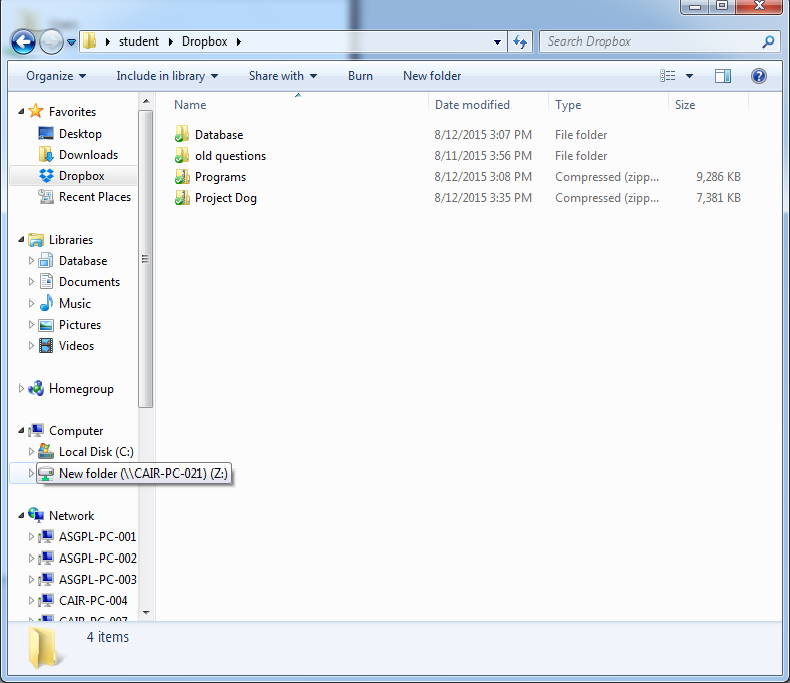 student Dropbox
Search Dropbox
Organize Include in library Share with Burn New folder
Name Date modified Type Size
Favorites
Desktop
Downloads
Dropbox
Recent Places
Libraries
Database
Documents
Music
Pictures
Videos
Homegroup
Computer
Local Disk (C:)
New folder (\\CAIR-PC-021) (Z:)
Network
ASGPL-PC-001
ASGPL-PC-002
ASGPL-PC-003
CAIR-PC-004
CAIR-PC-007
Database 8/12/2015 3:07 PM File folder
old questions 8/11/2015 3:56 PM File folder
Programs 8/12/2015 3:08 PM Compressed (zipp... 9,286 KB
Project Dog 8/12/2015 3:35 PM Compressed (zipp... 7,381 KB
4 items